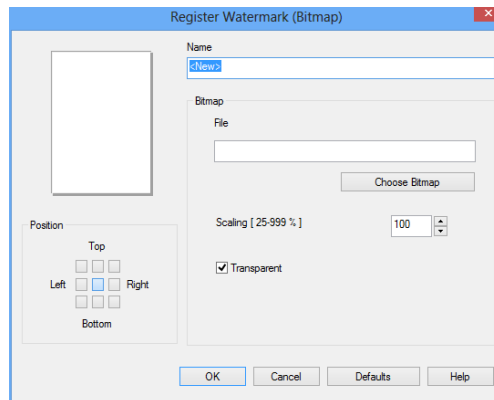 Register Watermark (Bitmap)
Name
<New>
Bitmap
File
Choose Bitmap
Scaling [ 25-999 % ]
100
Transparent
Position
Top
Left
Right
Bottom
OK
Cancel
Defaults
Help